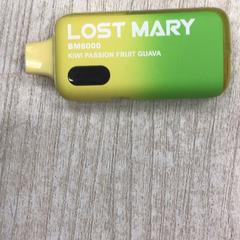 LOST MARY
BM6000
KIWI PASSION FRUIT GUAVA